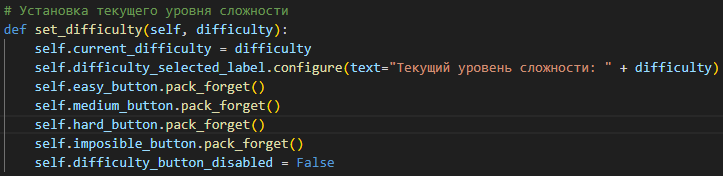 # Установка текущего уровня сложности
def set_difficulty(self, difficulty):
    self.current_difficulty = difficulty
    self.difficulty_selected_label.configure(text="Текущий уровень сложности: " + difficulty)
    self.easy_button.pack_forget()
    self.medium_button.pack_forget()
    self.hard_button.pack_forget()
    self.imposible_button.pack_forget()
    self.difficulty_button_disabled = False